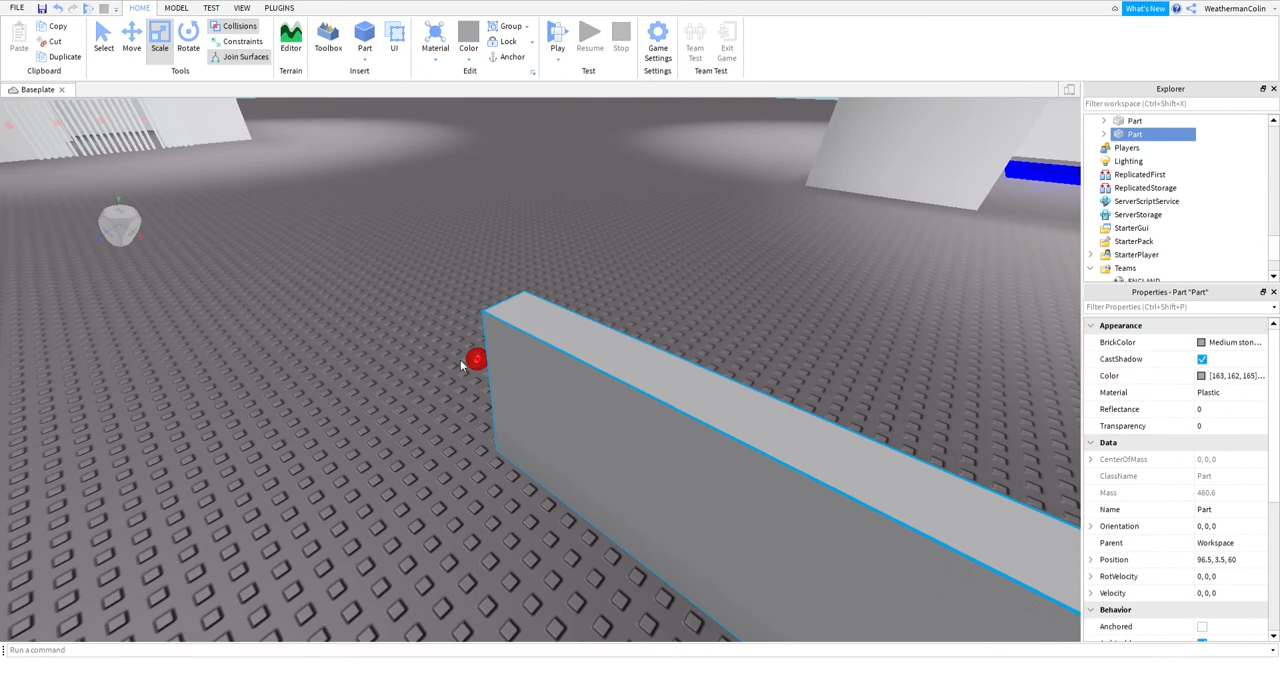 FILE HOME MODEL TEST VIEW PLUGINS What's New WeathermanColin
Paste Copy Cut Duplicate Clipboard
Select Move Scale Rotate Collisions Constraints Join Surfaces Tools
Editor Terrain
Toolbox Part UI Insert
Material Color Group Lock Anchor Edit
Play Resume Stop Test
Game Settings Settings
Team Test Exit Game Team Test
Baseplate
Y
Explorer
Filter workspace (Ctrl+Shift+X)
Part
Part
Players
Lighting
ReplicatedFirst
ReplicatedStorage
ServerScriptService
ServerStorage
StarterGui
StarterPack
StarterPlayer
Teams
ENGLAND
Properties - Part "Part"
Filter Properties (Ctrl+Shift+P)
Appearance
BrickColor Medium ston...
CastShadow
Color [163, 162, 165]...
Material Plastic
Reflectance 0
Transparency 0
Data
CenterOfMass 0,0,0
ClassName Part
Mass 460.6
Name Part
Orientation 0,0,0
Parent Workspace
Position 96.5,3.5,60
RotVelocity 0,0,0
Velocity 0,0,0
Behavior
Anchored
Run a command